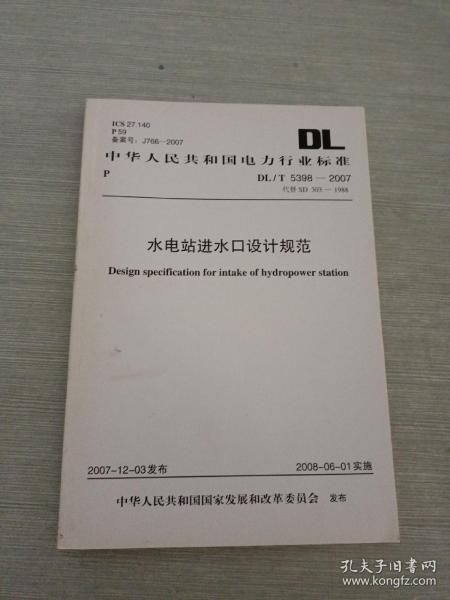 ICS 27.140
P 59
备案号：J766—2007
DL
中华人民共和国电力行业标准
P
DL / T 5398 — 2007
代替 SD 303 — 1988
水电站进水口设计规范
Design specification for intake of hydropower station
2007-12-03发布
2008-06-01实施
中华人民共和国国家发展和改革委员会 发布
孔夫子旧书网
www.kongfz.com